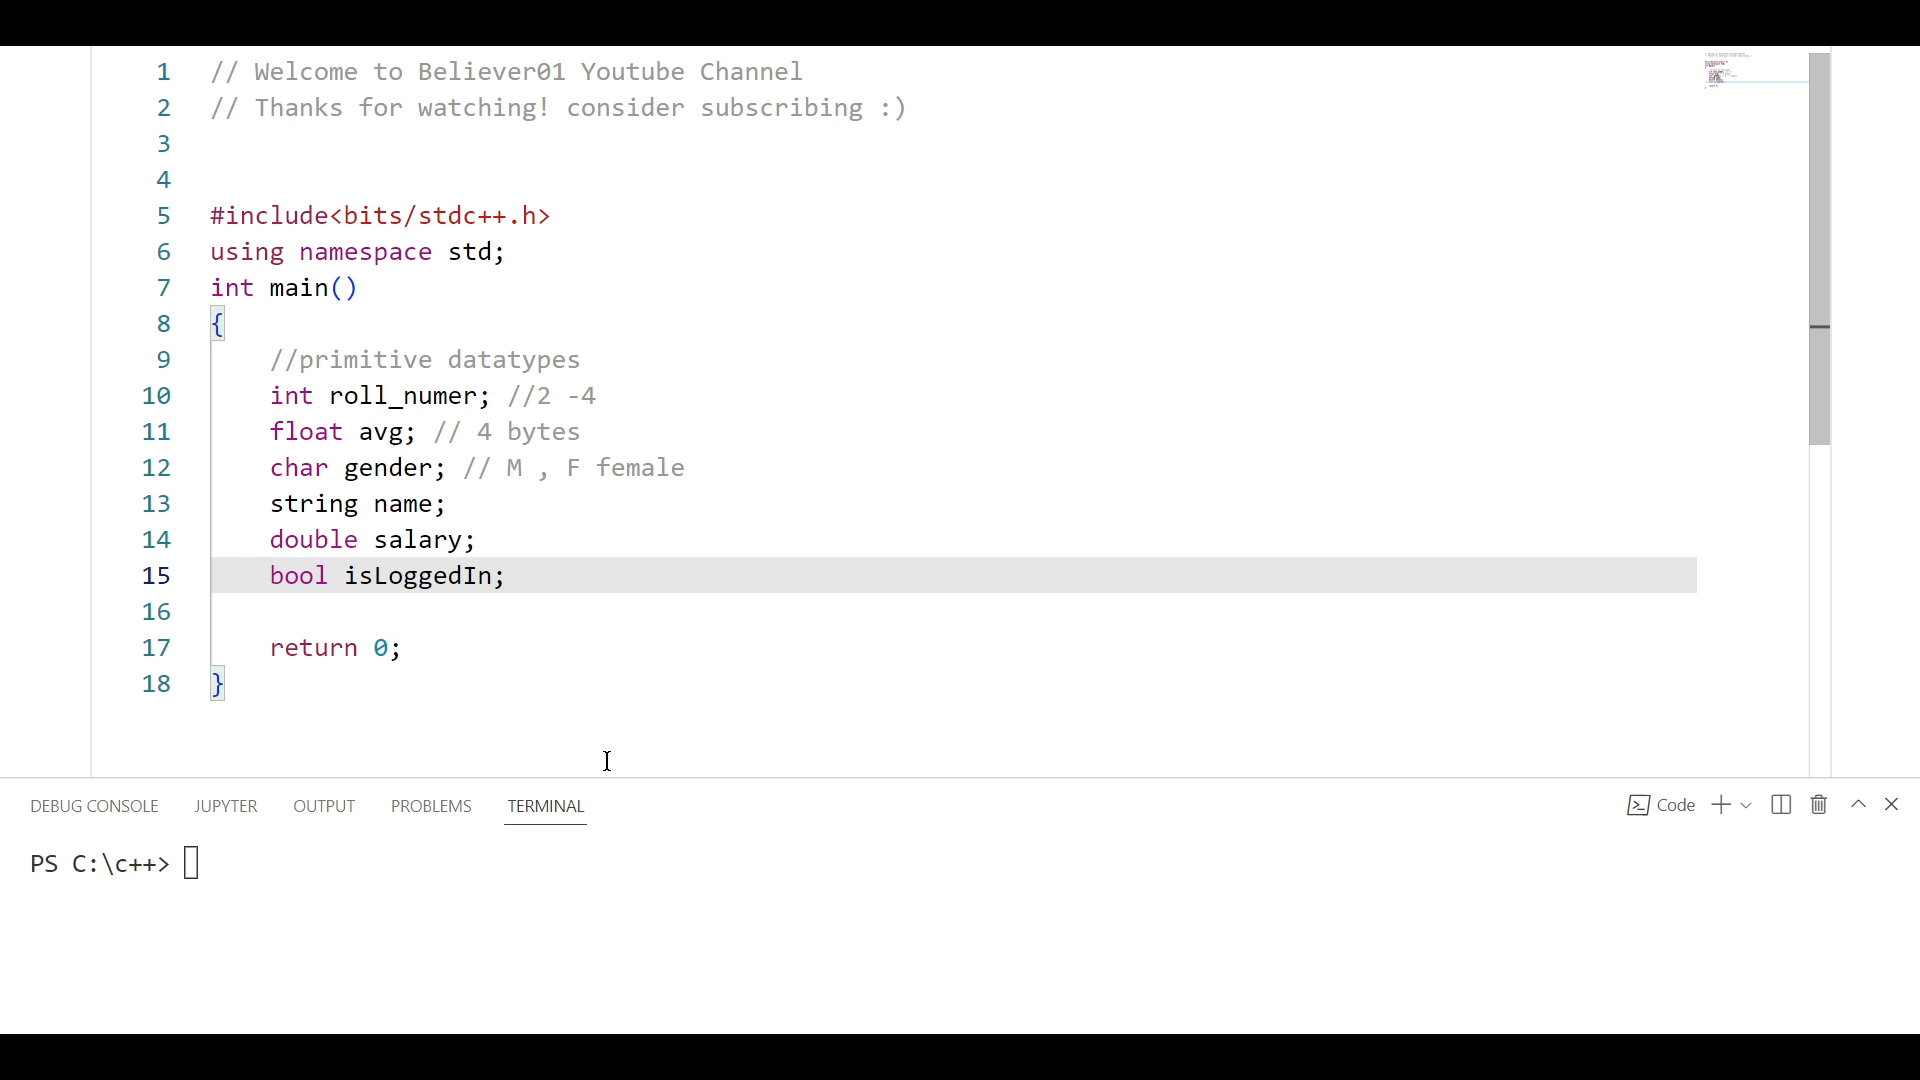 1 // Welcome to Believer01 Youtube Channel
2 // Thanks for watching! consider subscribing :)
3
4
5 #include<bits/stdc++.h>
6 using namespace std;
7 int main()
8 {
9 //primitive datatypes
10 int roll_numer; //2 -4
11 float avg; // 4 bytes
12 char gender; // M , F female
13 string name;
14 double salary;
15 bool isLoggedIn;
16
17 return 0;
18 }
DEBUG CONSOLE JUPYTER OUTPUT PROBLEMS TERMINAL Code
PS C:\c++>